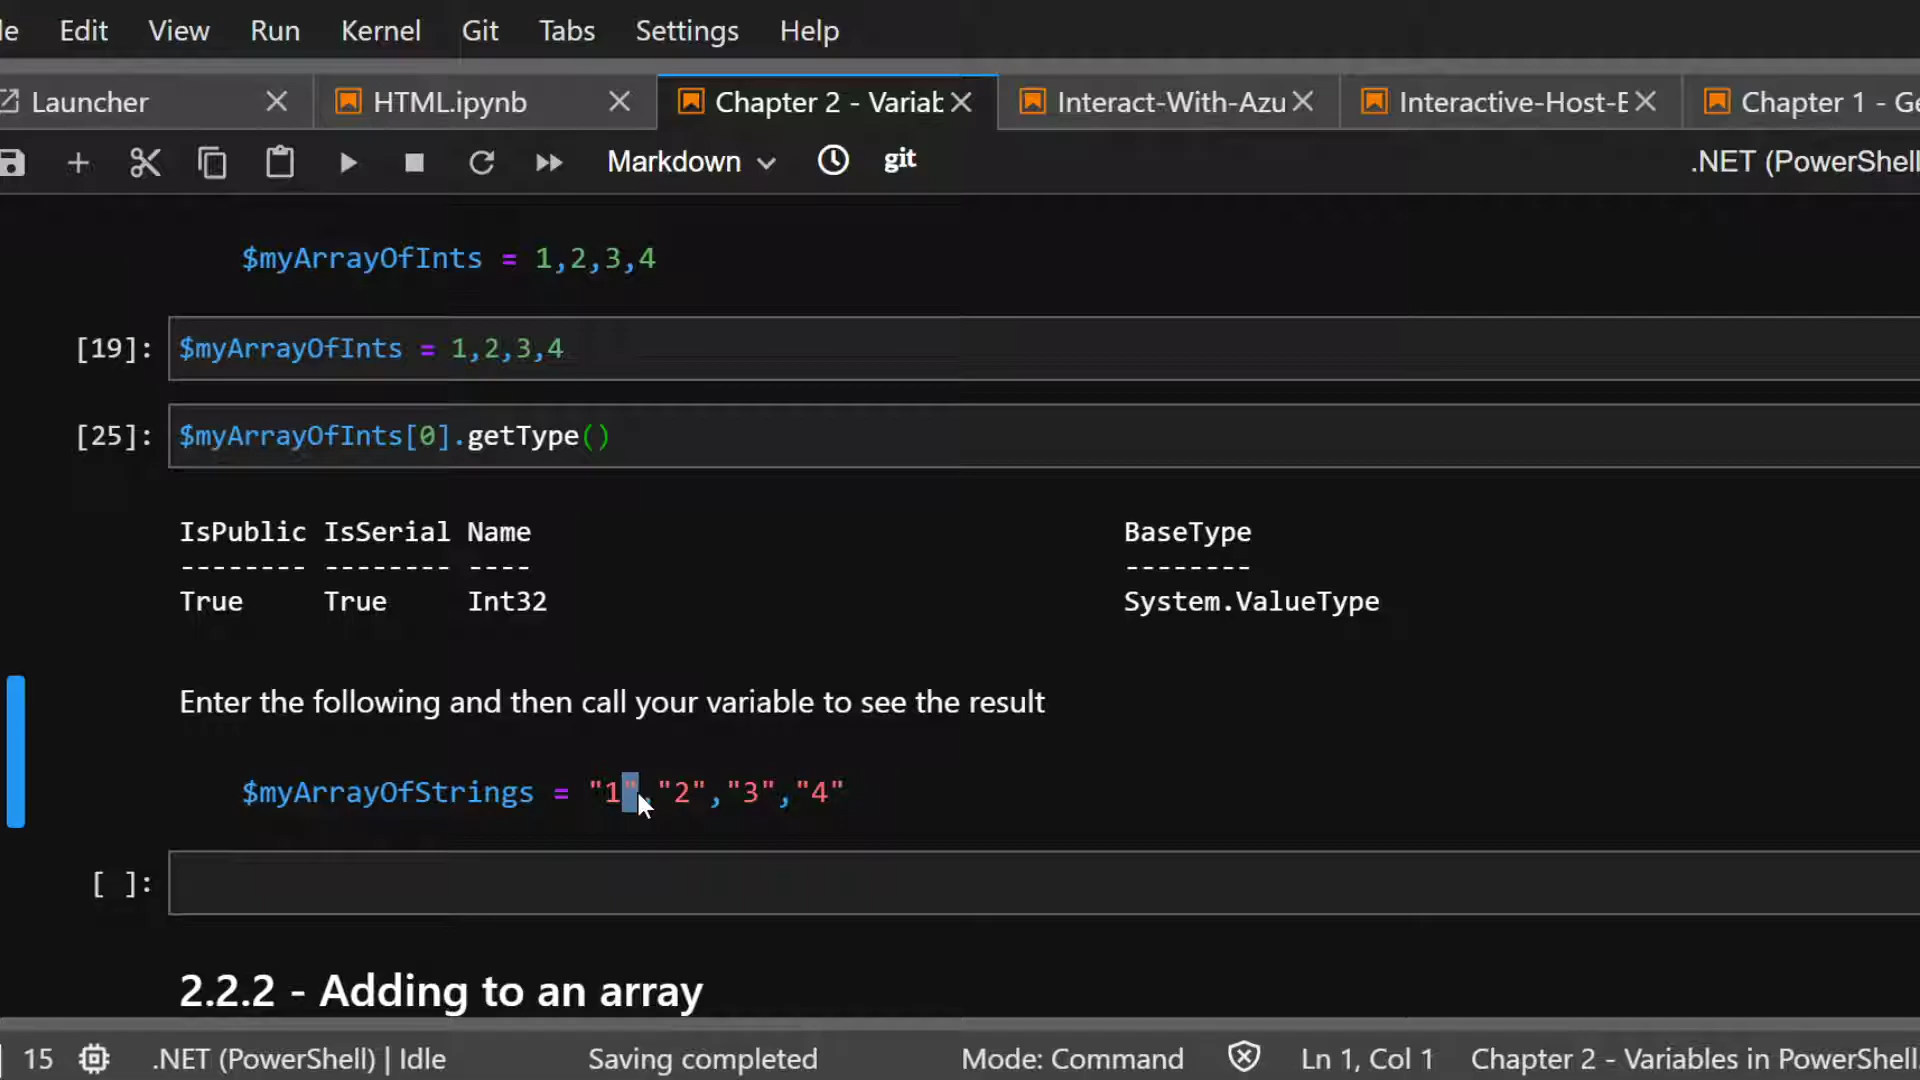 le Edit View Run Kernel Git Tabs Settings Help
Launcher HTML.ipynb Chapter 2 - Variab Interact-With-Azu Interactive-Host-E Chapter 1 - Ge
Markdown git .NET (PowerShell
$myArrayOfInts = 1,2,3,4
[19]: $myArrayOfInts = 1,2,3,4
[25]: $myArrayOfInts[0].getType()
IsPublic IsSerial Name BaseType
-------- -------- ---- --------
True True Int32 System.ValueType
Enter the following and then call your variable to see the result
$myArrayOfStrings = "1","2","3","4"
[ ]:
2.2.2 - Adding to an array
15 .NET (PowerShell) | Idle Saving completed Mode: Command Ln 1, Col 1 Chapter 2 - Variables in PowerShell